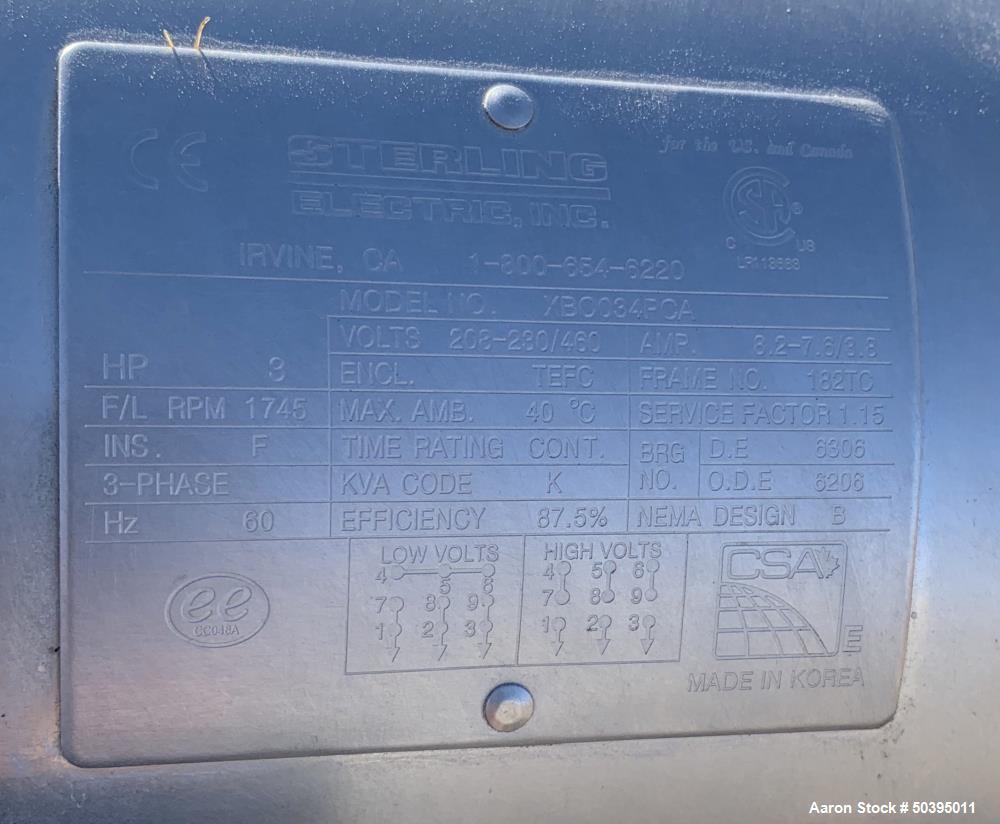 CE
for the US. and Canada
STERLING
ELECTRIC, INC.
CSA ®
C US
IRVINE, CA 1-800-654-6220
MODEL NO.
VOLTS 208-230/460 AMP. 8.2-7.6/3.8
HP 3 ENCL. TEFC FRAME NO. 182TC
F/L RPM 1745 MAX. AMB. 40 °C SERVICE FACTOR 1.15
INS. F TIME RATING CONT. BRG D.E 6306
3-PHASE KVA CODE K NO. O.D.E 6206
Hz 60 EFFICIENCY 87.5% NEMA DESIGN B
LOW VOLTS HIGH VOLTS
4 5 6 4 5 6
7 8 9 7 8 9
1 2 3 1 2 3
CSA
ee
CC048A
E
MADE IN KOREA
Aaron Stock # 50395011